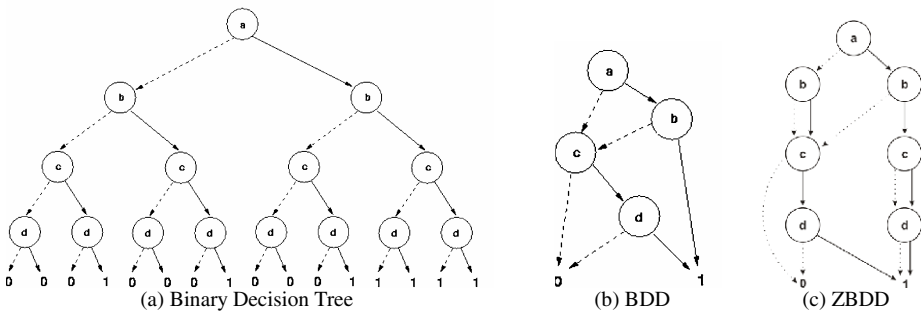 a
b b
c c c c
d d d d d d d d
0 0 0 1 0 0 0 1 0 0 0 1 1 1 1 1
(a) Binary Decision Tree
a
b
c
d
0 1
(b) BDD
a
b b
c c
d d
0 1
(c) ZBDD